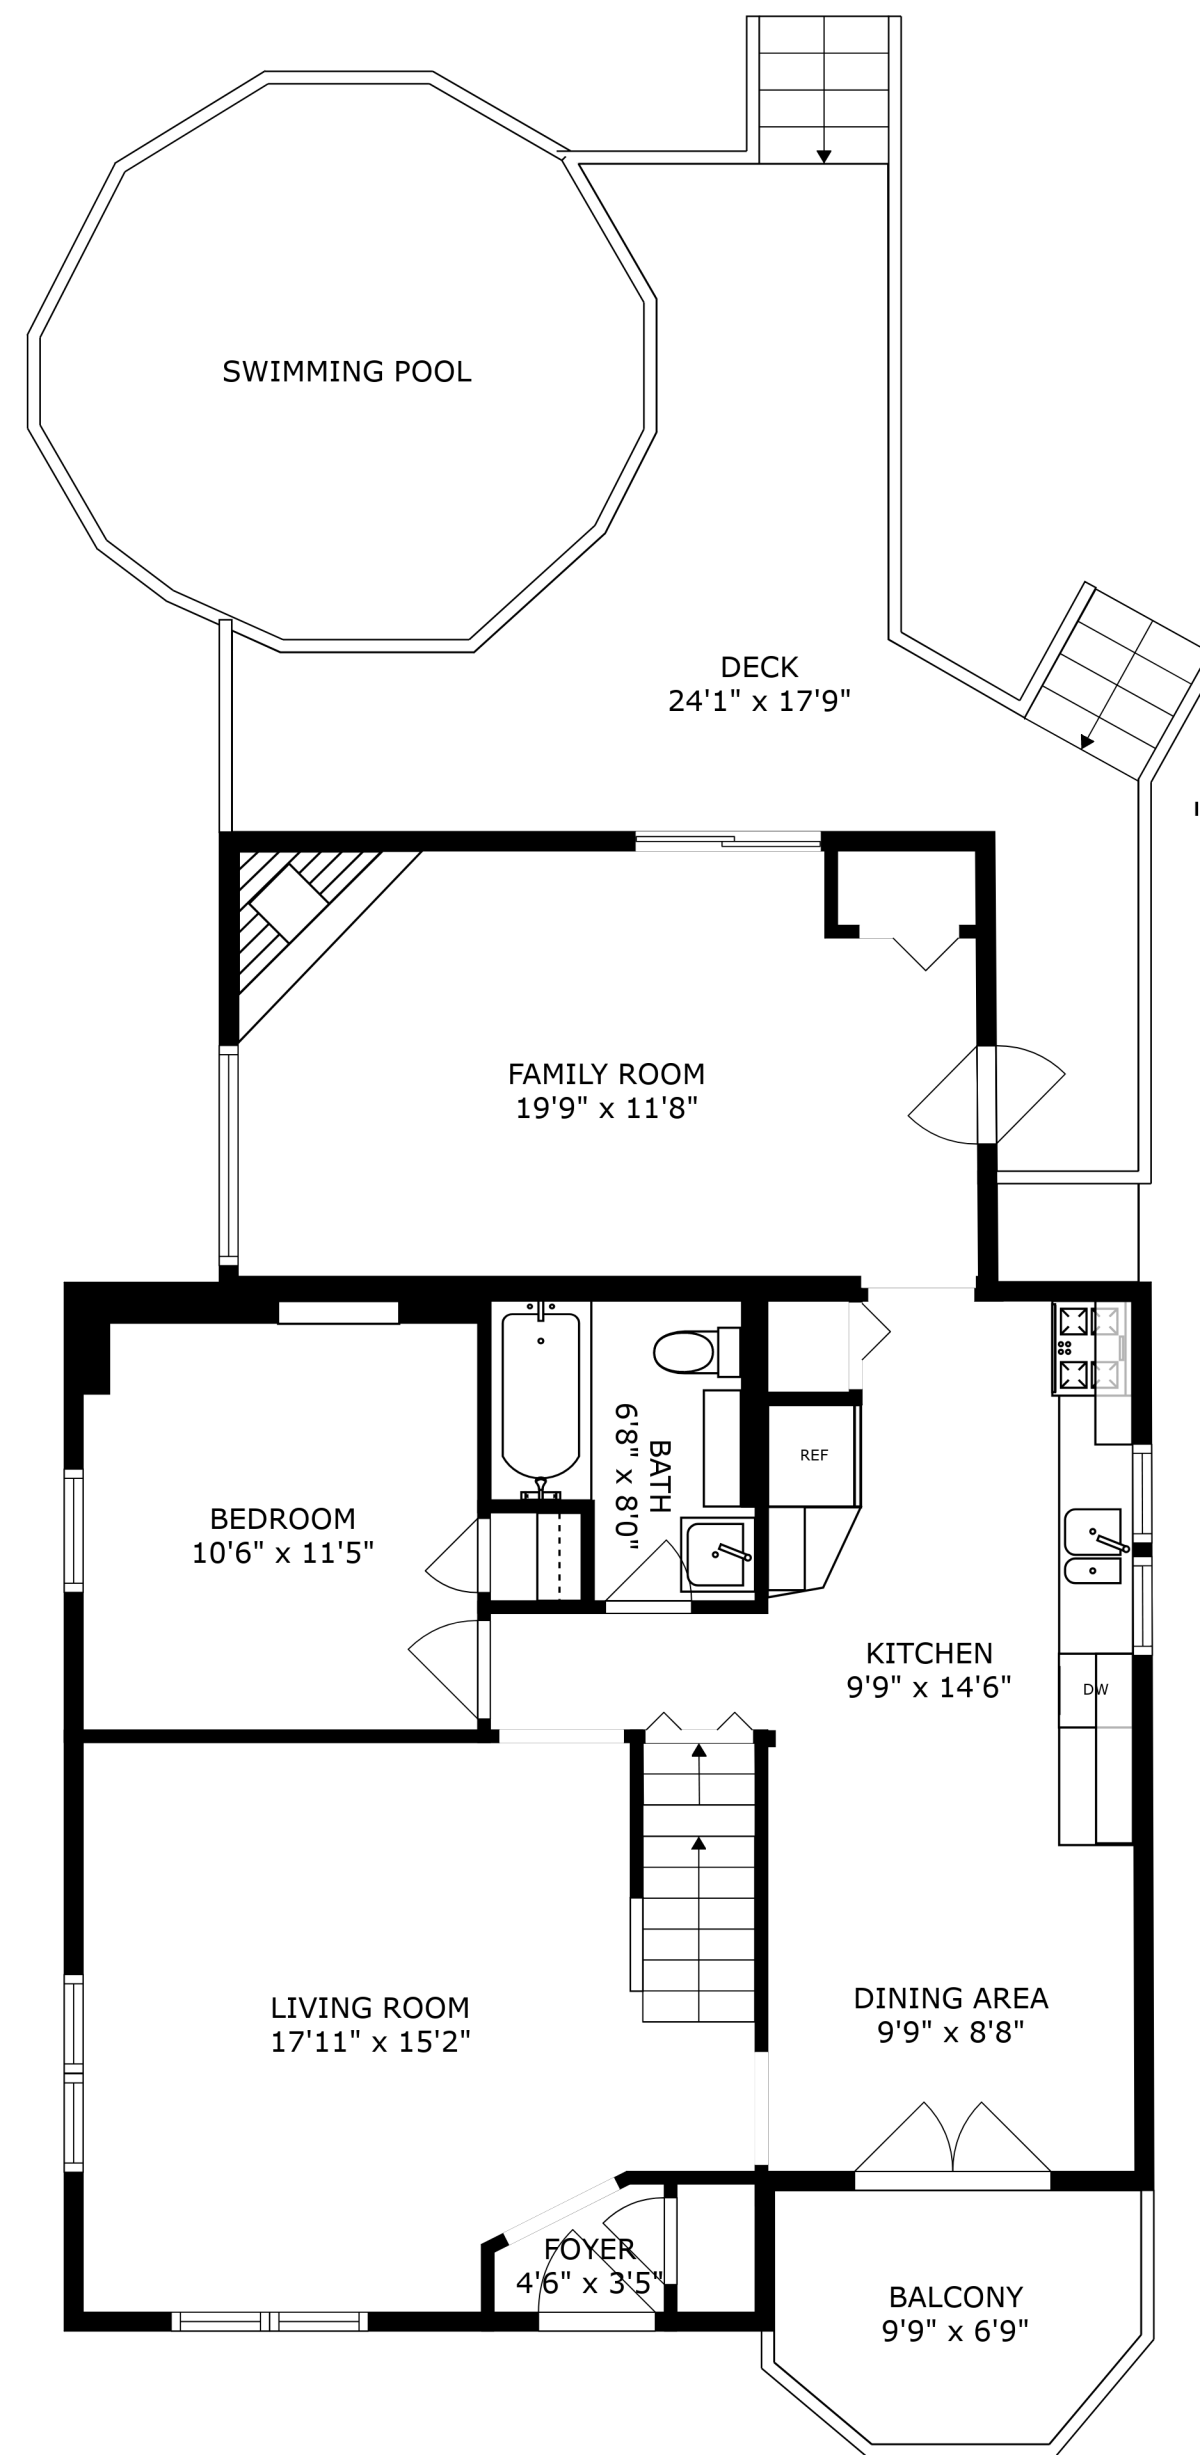 SWIMMING POOL
DECK
24'1" x 17'9"
FAMILY ROOM
19'9" x 11'8"
BATH
6'8" x 8'0"
REF
BEDROOM
10'6" x 11'5"
KITCHEN
9'9" x 14'6"
DW
LIVING ROOM
17'11" x 15'2"
DINING AREA
9'9" x 8'8"
FOYER
4'6" x 3'5"
BALCONY
9'9" x 6'9"